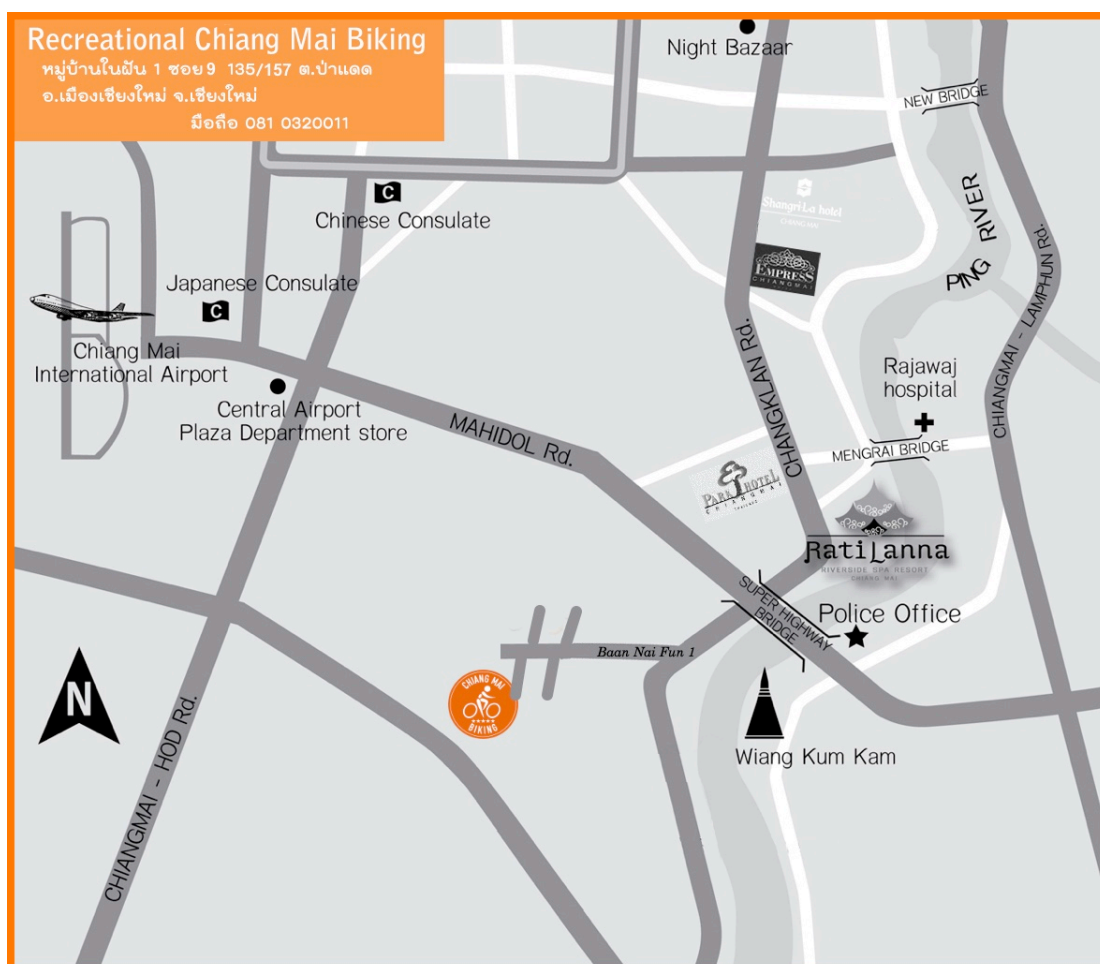 Recreational Chiang Mai Biking
หมู่บ้านในฝัน 1 ซอย 9 135/157 ต.ป่าแดด
อ.เมืองเชียงใหม่ จ.เชียงใหม่
มือถือ 081 0320011
Night Bazaar
NEW BRIDGE
C
Chinese Consulate
Shangri-La hotel
PING RIVER
EMPRESS
CHIANGMAI
Japanese Consulate
C
Chiang Mai
International Airport
CHIANGMAI - LAMPHUN Rd.
CHANGKLAN Rd.
Rajawaj
hospital
Central Airport
Plaza Department store
MAHIDOL Rd.
MENGRAI BRIDGE
PARK HOTEL
CHIANGMAI
RatiLanna
RIVERSIDE SPA RESORT
CHIANG MAI
SUPER HIGHWAY
BRIDGE
Police Office
Baan Nai Fun 1
N
CHIANG MAI
BIKING
CHIANGMAI - HOD Rd.
Wiang Kum Kam